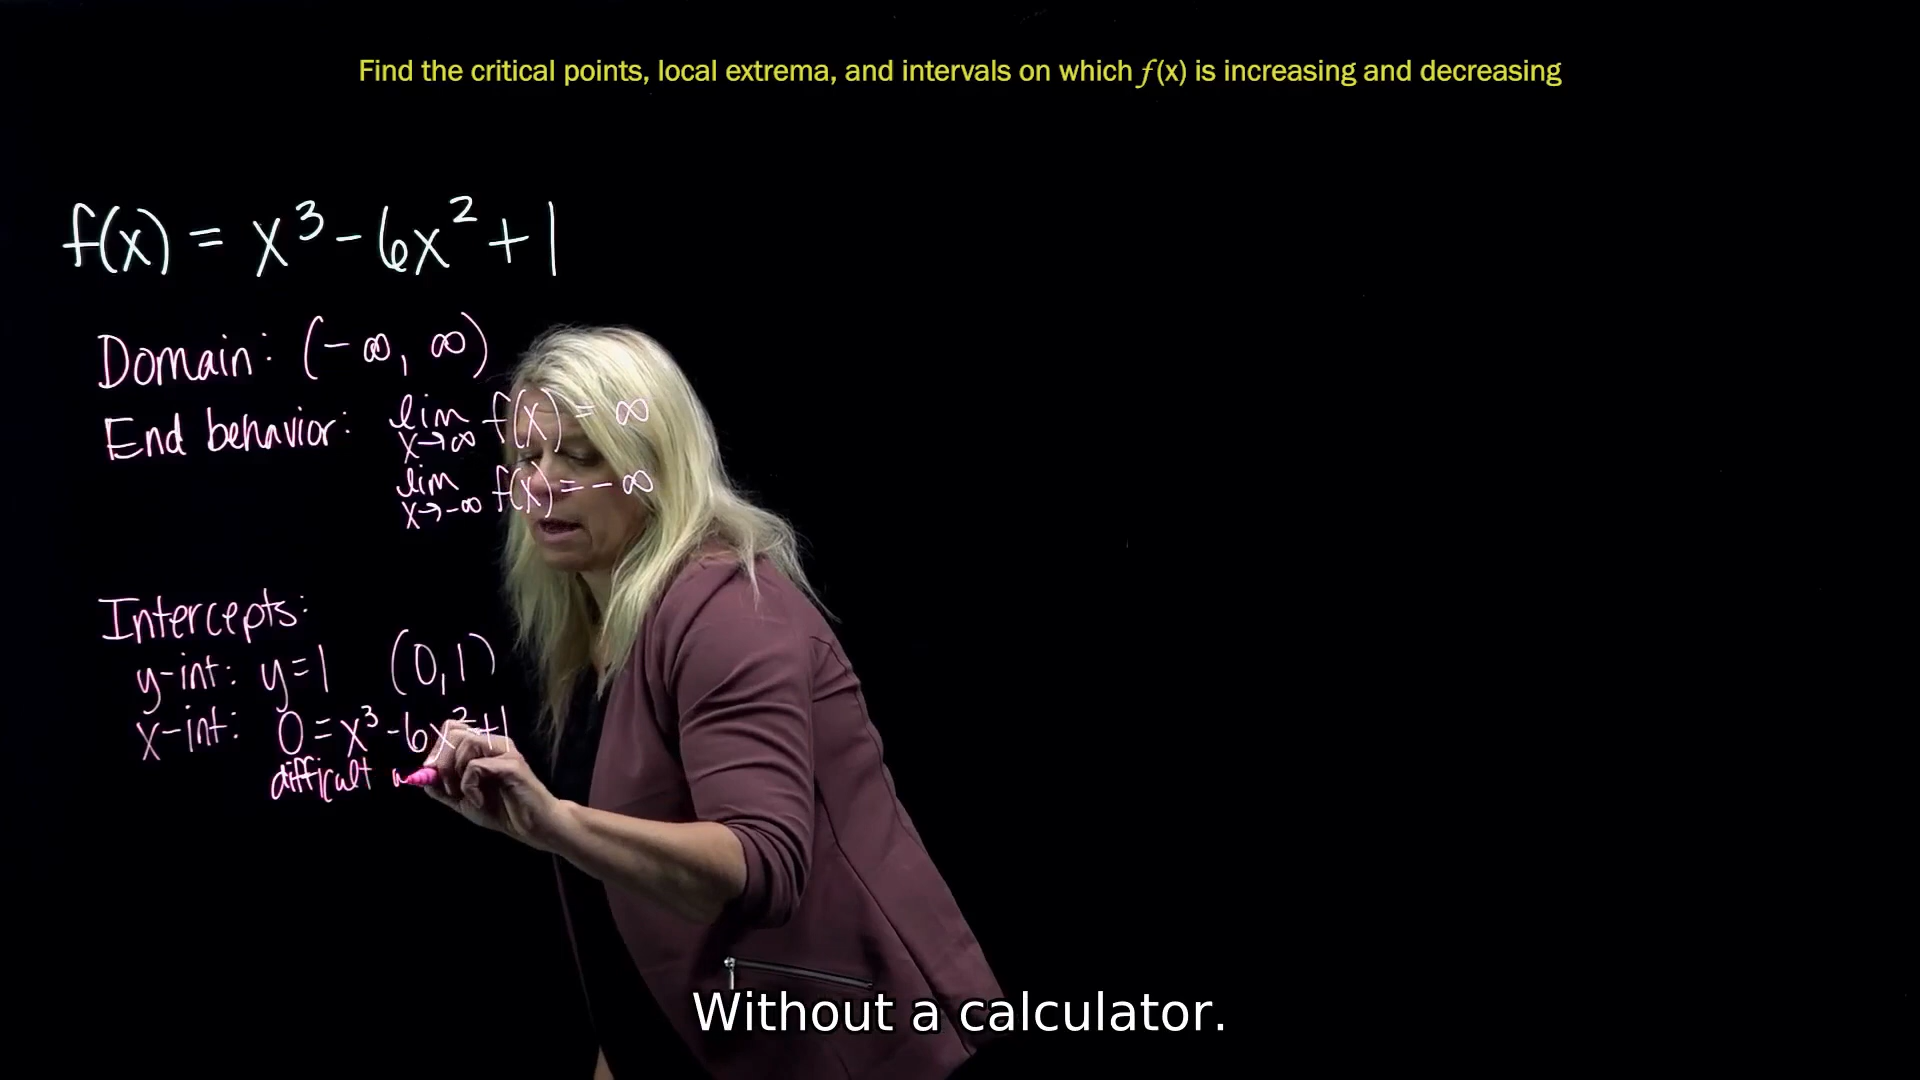 Find the critical points, local extrema, and intervals on which f(x) is increasing and decreasing
f(x) = x³ - 6x² + 1
Domain: (-∞, ∞)
End behavior: lim x→∞ f(x) = ∞
lim x→-∞ f(x) = -∞
Intercepts:
y-int: y=1 (0,1)
x-int: 0 = x³ - 6x² + 1
difficult
Without a calculator.